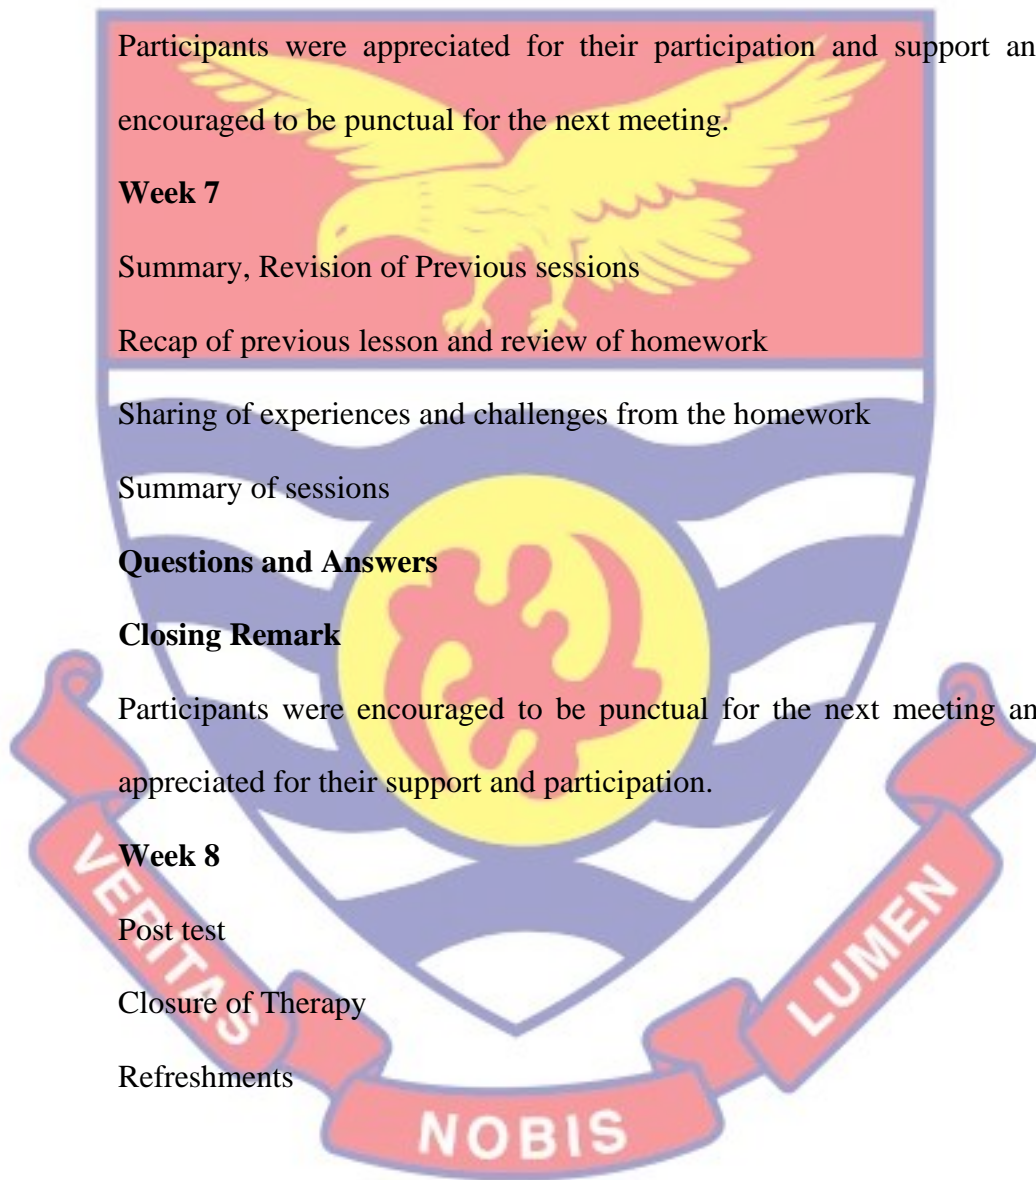 Participants were appreciated for their participation and support an
encouraged to be punctual for the next meeting.
Week 7
Summary, Revision of Previous sessions
Recap of previous lesson and review of homework
Sharing of experiences and challenges from the homework
Summary of sessions
Questions and Answers
Closing Remark
Participants were encouraged to be punctual for the next meeting an
appreciated for their support and participation.
Week 8
Post test
Closure of Therapy
Refreshments
VERITAS
NOBIS
LUMEN